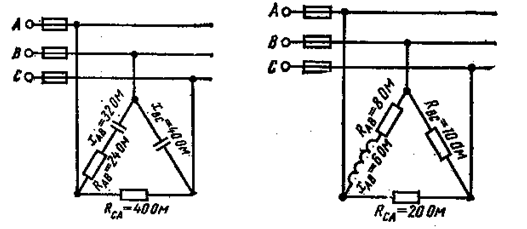 A
B
C
x_AB=32 ОМ
R_AB=24 ОМ
x_BC=40 ОМ
R_CA=40 ОМ
A
B
C
R_AB=8 ОМ
x_AB=6 ОМ
R_BC=10 ОМ
R_CA=20 ОМ